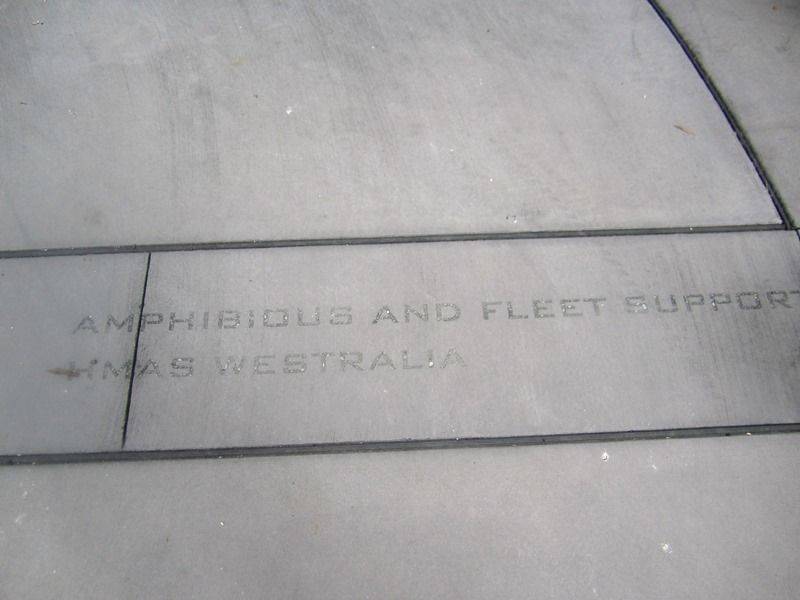 AMPHIBIOUS AND FLEET SUPPORT
HMAS WESTRALIA